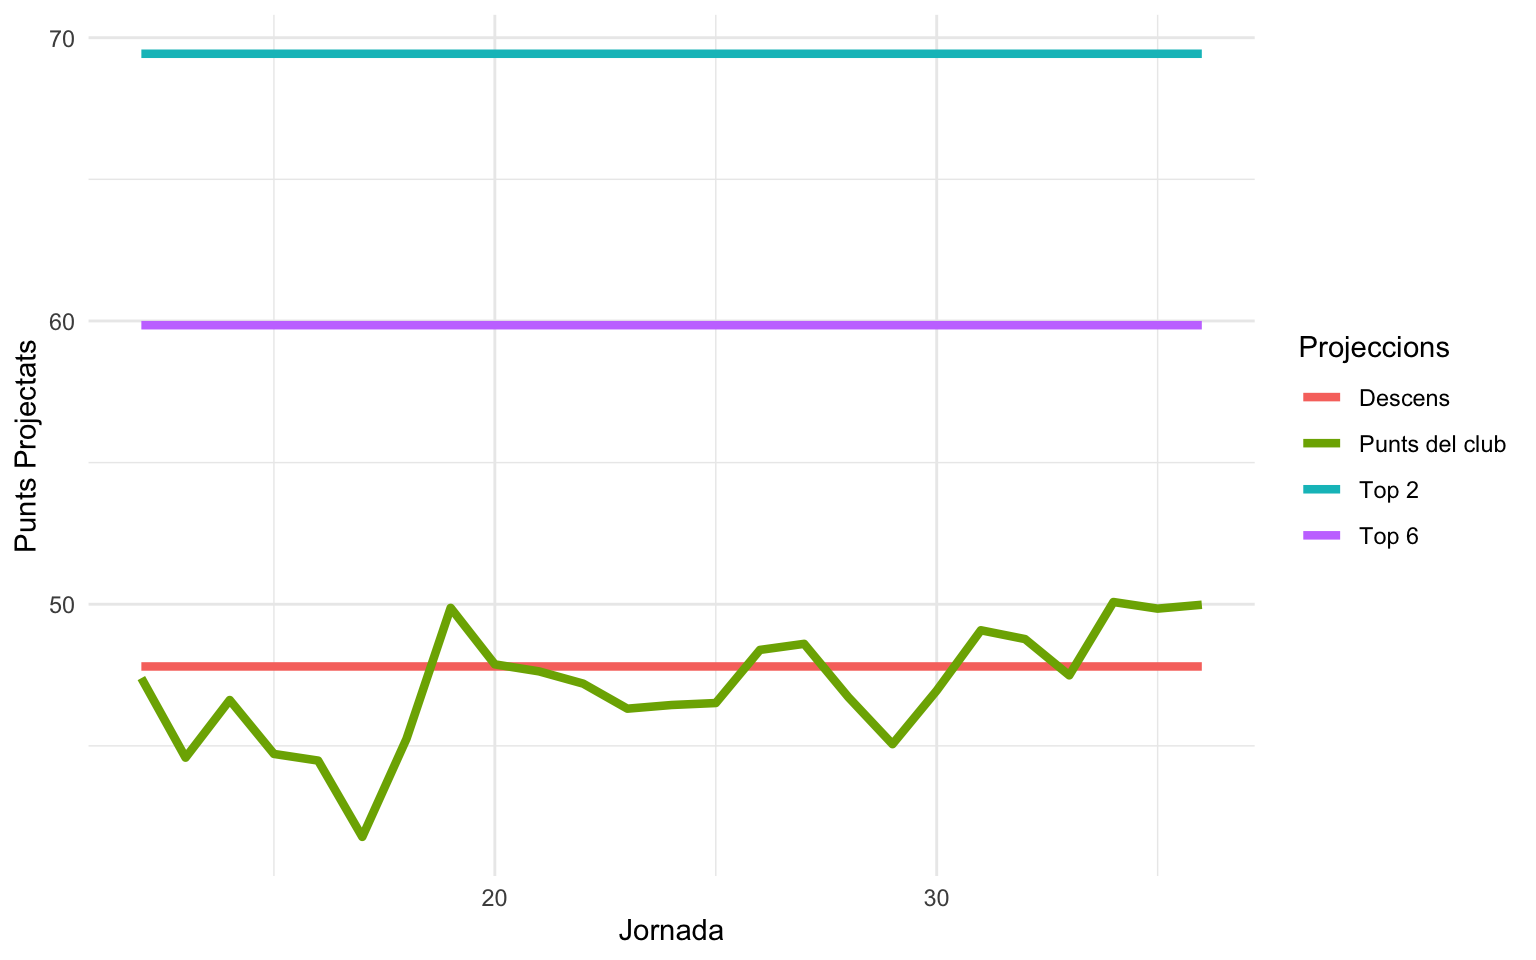 70
60
50
Punts Projectats
20
30
Jornada
Projeccions
Descens
Punts del club
Top 2
Top 6